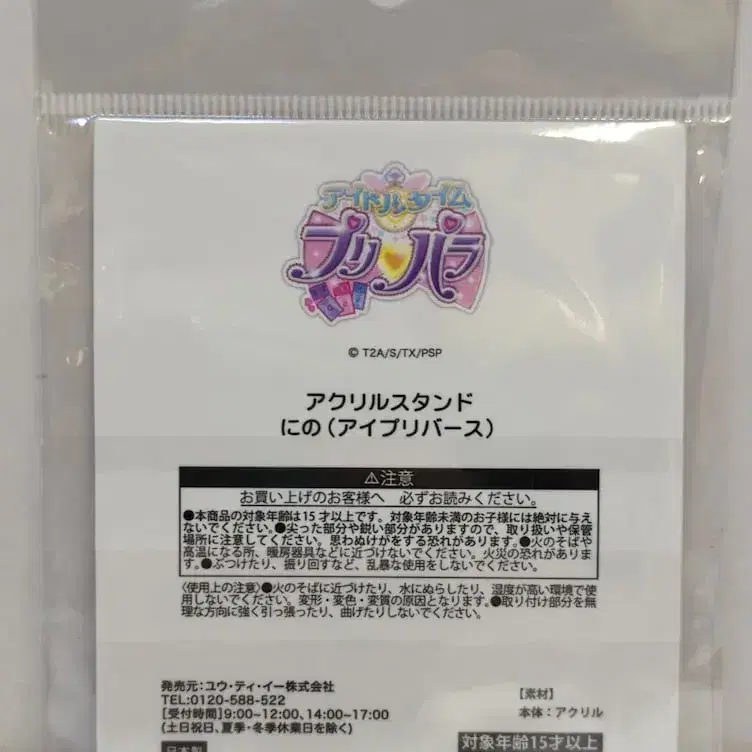 アイドルタイム
プリパラ
© T2A/S/TX/PSP
アクリルスタンド
にの(アイプリバース)
⚠注意
お買い上げのお客様へ 必ずお読みください。
●本商品の対象年齢は15才以上です。対象年齢未満のお子様には絶対に与え
ないでください。●尖った部分や鋭い部分がありますので、取り扱いや保管
場所に注意してください。思わぬけがをする恐れがあります。●火のそばや
高温になる所、暖房器具などに近づけないでください。火災の恐れがありま
す。●ぶつけたり、振り回すなど、乱暴な使用をしないでください。
〈使用上の注意〉●火のそばに近づけたり、水にぬらしたり、湿度が高い環境で使
用しないでください。変形・変色・変質の原因となります。●取り付け部分を無
理な方向に強く引っ張ったり、曲げたりしないでください。
発売元:ユウ・ティ・イー株式会社
TEL:0120-588-522
[受付時間]9:00~12:00、14:00~17:00
(土日祝日、夏季・冬季休業日を除く)
【素材】
本体:アクリル
日本製
対象年齢15才以上